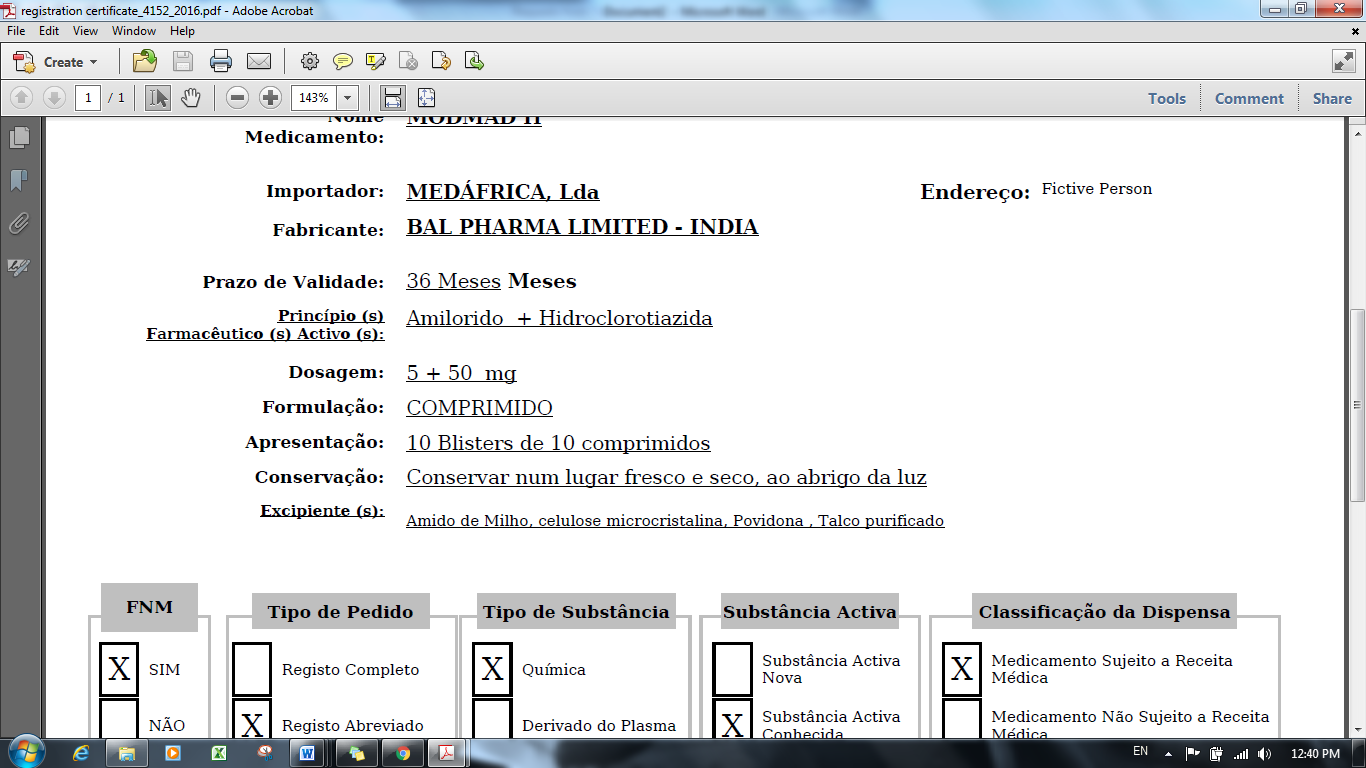 registration certificate_4152_2016.pdf - Adobe Acrobat
File Edit View Window Help
Create
1 / 1 143% Tools Comment Share
Nome MODMAD H
Medicamento:
Importador: MEDÁFRICA, Lda Endereço: Fictive Person
Fabricante: BAL PHARMA LIMITED - INDIA
Prazo de Validade: 36 Meses Meses
Princípio (s)
Farmacêutico (s) Activo (s): Amilorido + Hidroclorotiazida
Dosagem: 5 + 50 mg
Formulação: COMPRIMIDO
Apresentação: 10 Blisters de 10 comprimidos
Conservação: Conservar num lugar fresco e seco, ao abrigo da luz
Excipiente (s): Amido de Milho, celulose microcristalina, Povidona , Talco purificado
FNM Tipo de Pedido Tipo de Substância Substância Activa Classificação da Dispensa
X SIM Registo Completo X Química Substância Activa Nova X Medicamento Sujeito a Receita Médica
NÃO X Registo Abreviado Derivado do Plasma X Substância Activa Conhecida Medicamento Não Sujeito a Receita Médica
EN 12:40 PM